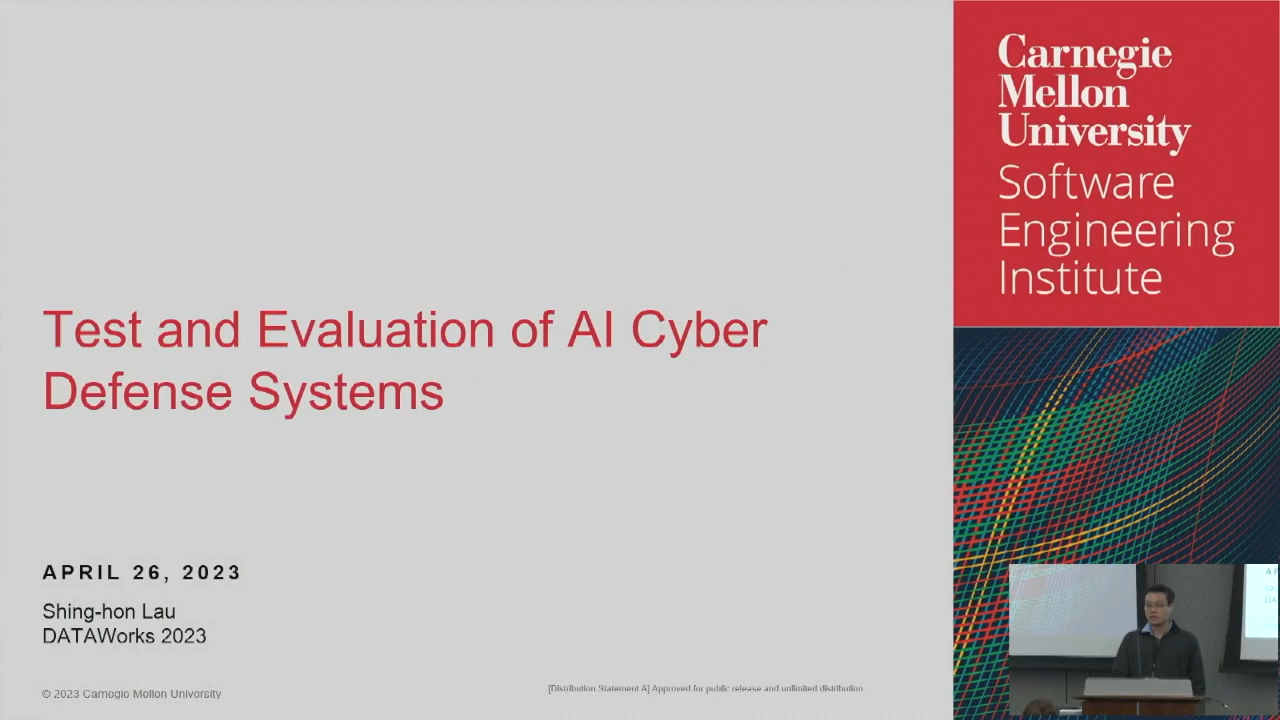 Carnegie
Mellon
University
Software
Engineering
Institute
Test and Evaluation of AI Cyber
Defense Systems
APRIL 26, 2023
Shing-hon Lau
DATAWorks 2023
© 2023 Carnegie Mellon University
[Distribution Statement A] Approved for public release and unlimited distribution.